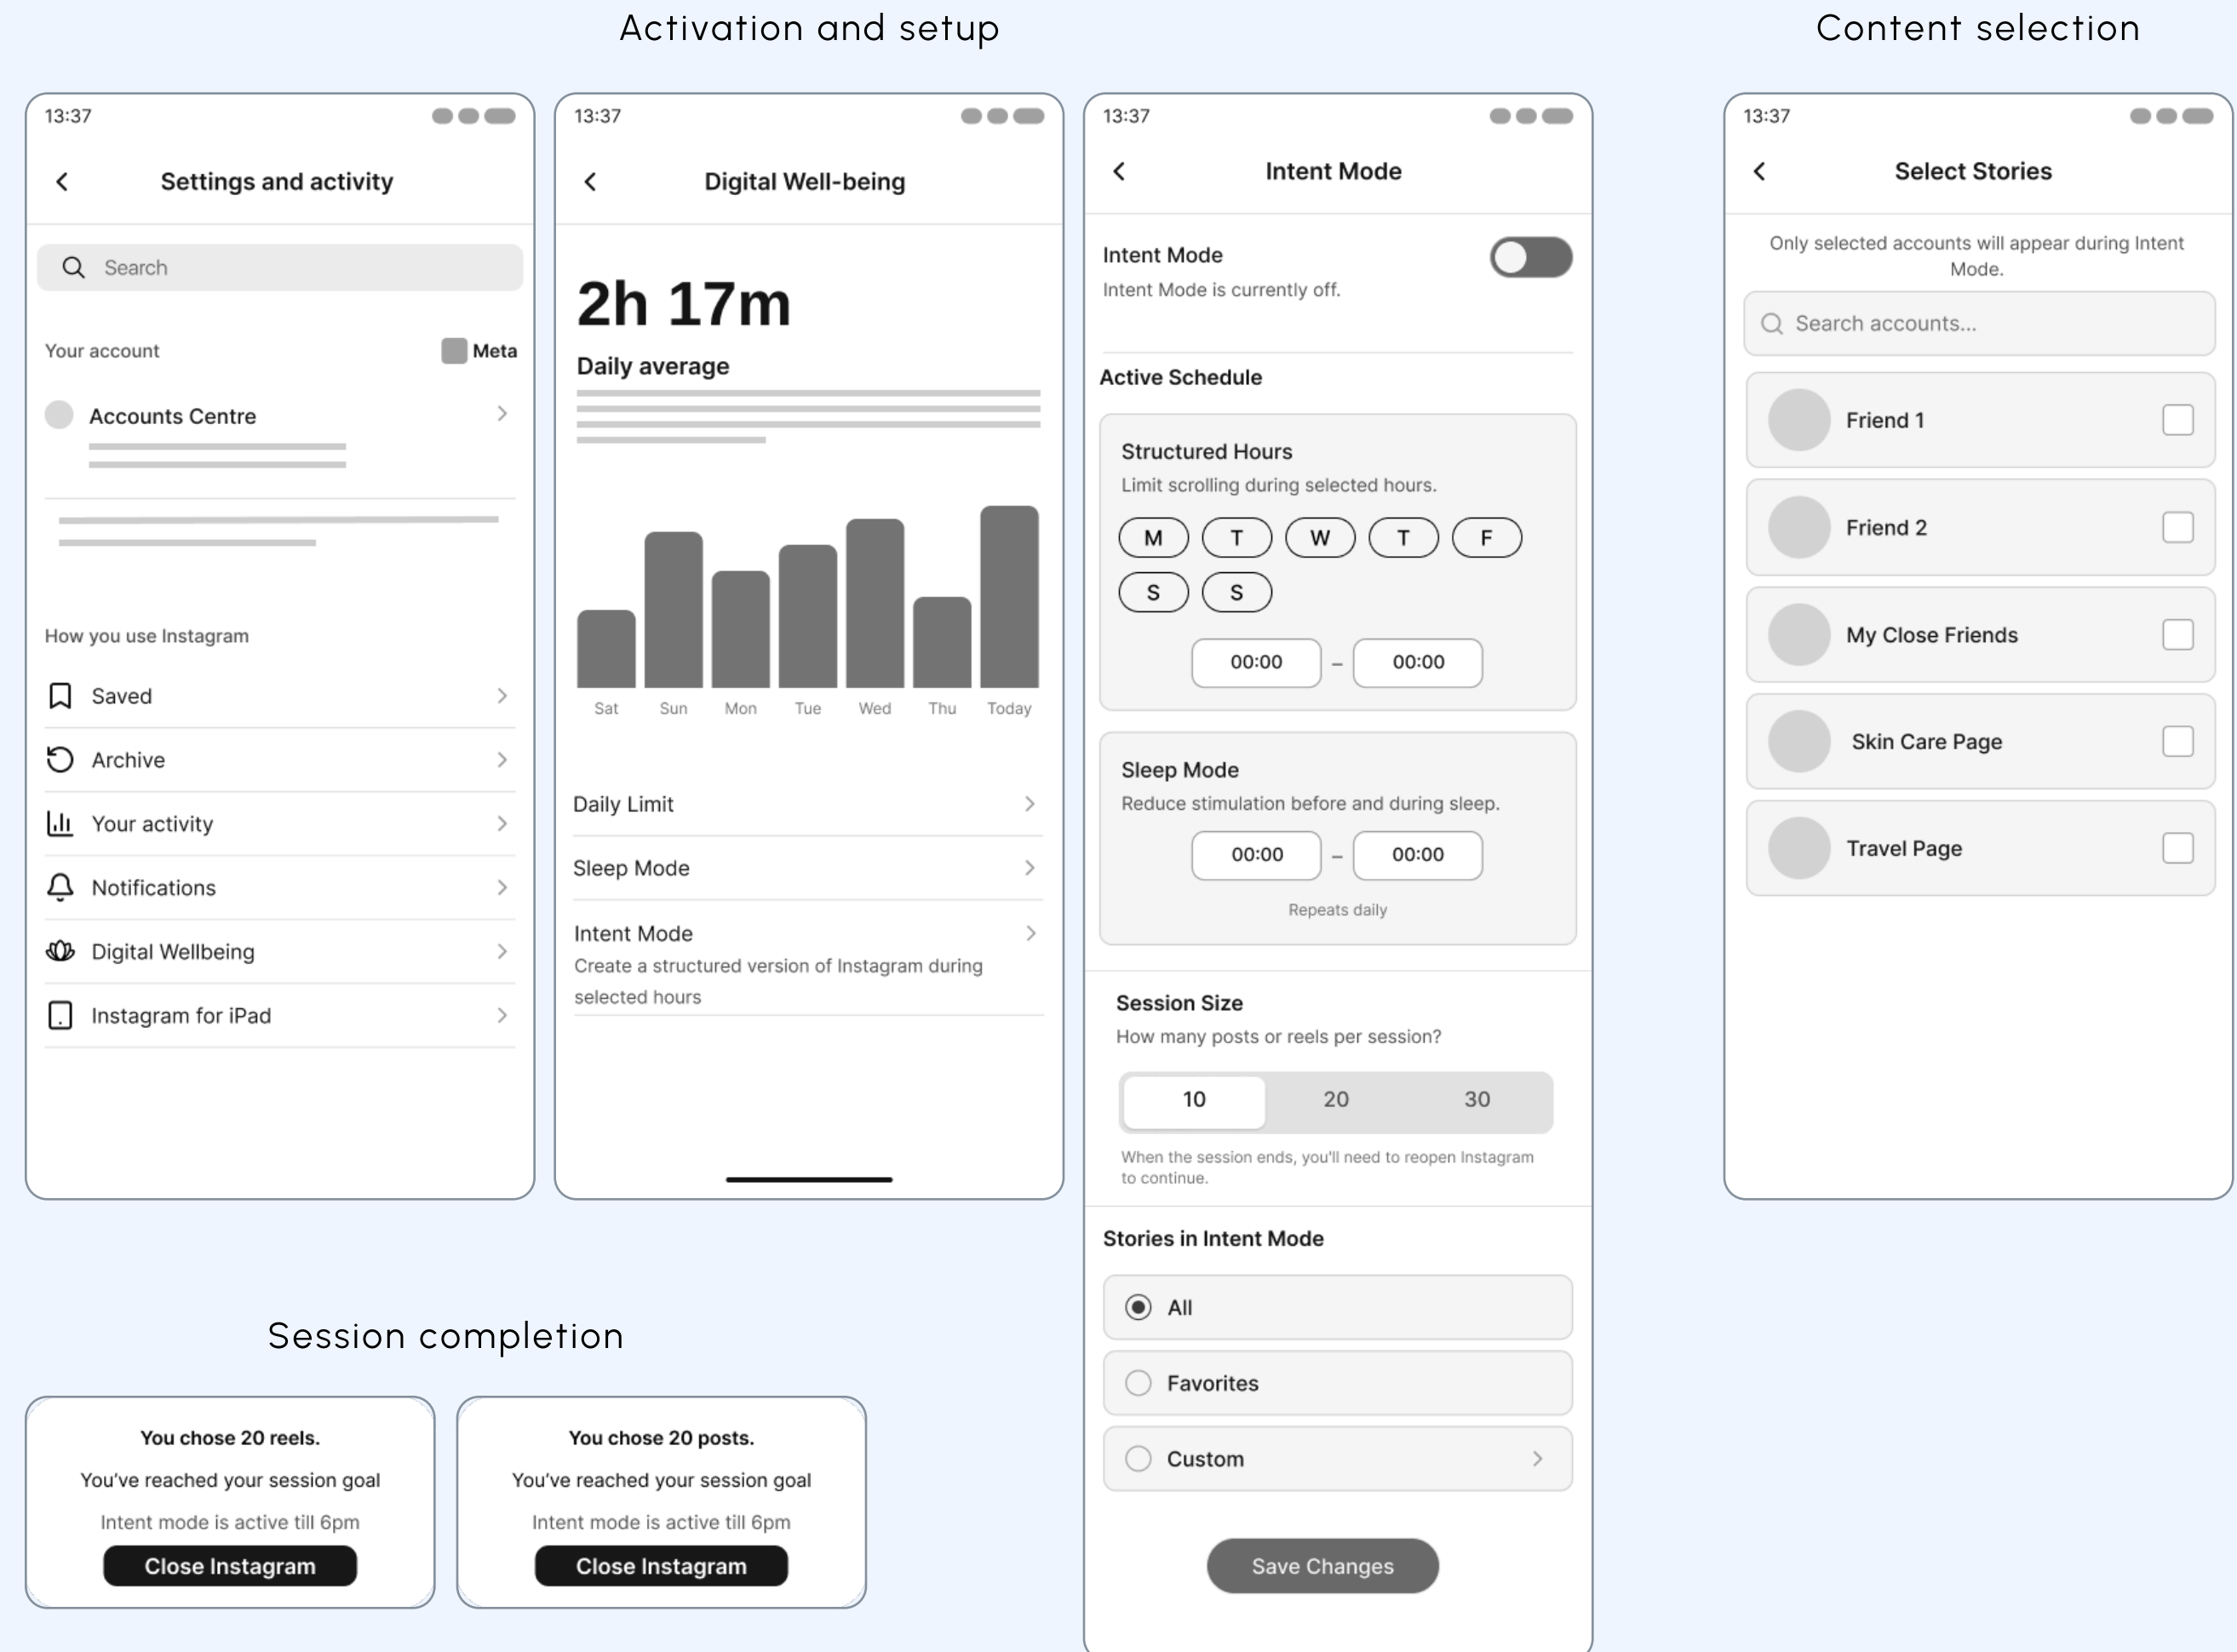 Activation and setup
Content selection
13:37
Settings and activity
Search
Your account
Meta
Accounts Centre
How you use Instagram
Saved
Archive
Your activity
Notifications
Digital Wellbeing
Instagram for iPad
13:37
Digital Well-being
2h 17m
Daily average
Sat Sun Mon Tue Wed Thu Today
Daily Limit
Sleep Mode
Intent Mode
Create a structured version of Instagram during
selected hours
13:37
Intent Mode
Intent Mode
Intent Mode is currently off.
Active Schedule
Structured Hours
Limit scrolling during selected hours.
M T W T F
S S
00:00 – 00:00
Sleep Mode
Reduce stimulation before and during sleep.
00:00 – 00:00
Repeats daily
Session Size
How many posts or reels per session?
10 20 30
When the session ends, you'll need to reopen Instagram
to continue.
Stories in Intent Mode
All
Favorites
Custom
Save Changes
13:37
Select Stories
Only selected accounts will appear during Intent
Mode.
Search accounts...
Friend 1
Friend 2
My Close Friends
Skin Care Page
Travel Page
Session completion
You chose 20 reels.
You've reached your session goal
Intent mode is active till 6pm
Close Instagram
You chose 20 posts.
You've reached your session goal
Intent mode is active till 6pm
Close Instagram